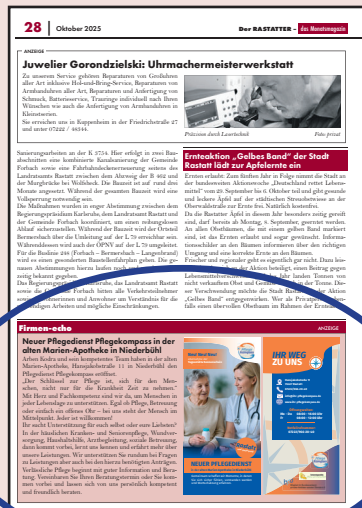 28 | Oktober 2025
Der RASTATTER - das Monatsmagazin
ANZEIGE
Juwelier Gorondzielski: Uhrmachermeisterwerkstatt
Zu unserem Service gehören Reparaturen von Großuhren
aller Art inklusive Hol-und-Bring-Service, Reparaturen von
Armbanduhren aller Art, Reparaturen und Anfertigung von
Schmuck, Batterieservice, Trauringe individuell nach Ihren
Wünschen wie auch die Anfertigung von Armbanduhren in
Kleinstserien.
Sie erreichen uns in Kuppenheim in der Friedrichstraße 27
und unter 07222 / 46344.
Präzision durch Lasertechnik
Foto: privat
Sanierungsarbeiten an der K 3754. Hier erfolgt in zwei Bau-
abschnitten eine kombinierte Kanalsanierung der Gemeinde
Forbach sowie eine Fahrbahndeckenerneuerung seitens des
Landratsamts Rastatt zwischen dem Abzweig der B 462 und
der Murgbrücke bei Wolfsheck. Die Bauzeit ist auf rund drei
Monate angesetzt. Während der gesamten Bauzeit wird eine
Vollsperrung notwendig sein.
Die Maßnahmen wurden in enger Abstimmung zwischen dem
Regierungspräsidium Karlsruhe, dem Landratsamt Rastatt und
der Gemeinde Forbach koordiniert, um einen reibungslosen
Ablauf sicherzustellen. Während der Bauzeit wird der Ortsteil
Bermersbach über die Umleitung auf der L 79 erreichbar sein.
Währenddessen wird auch der ÖPNV auf der L 79 umgeleitet.
Für die Buslinie 248 (Forbach – Bermersbach – Langenbrand)
wird es einen gesonderten Baustellenfahrplan geben. Die ge-
nauen Abstimmungen hierzu laufen noch
zeitig bekannt gegeben.
Das Regierungspräsidium Karlsruhe, das Landratsamt Rastatt
sowie die Gemeinde Forbach bitten alle Verkehrsteilnehmer
sowie Anwohnerinnen und Anwohner um Verständnis für die
notwendigen Arbeiten und mögliche Einschränkungen.
Ernteaktion „Gelbes Band“ der Stadt
Rastatt lädt zur Apfelernte ein
Ernten erlaubt: Zum fünften Jahr in Folge nimmt die Stadt an
der bundesweiten Aktionswoche „Deutschland rettet Lebens-
mittel“ vom 29. September bis 6. Oktober teil und gibt gesunde
und leckere Äpfel auf der städtischen Streuobstwiese an der
Oberwaldstraße zur Ernte frei. Natürlich kostenfrei.
Da die Rastatter Äpfel in diesem Jahr besonders zeitig gereift
sind, darf bereits ab Montag, 8. September, geerntet werden.
An allen Obstbäumen, die mit einem gelben Band markiert
sind, ist das Ernten erlaubt und sogar gewünscht. Informa-
tionsschilder an den Bäumen informieren über den richtigen
Umgang und eine korrekte Ernte an den Bäumen.
Frischer und regionaler geht es eigentlich gar nicht. Dazu leis-
der Aktion beteiligt, einen Beitrag gegen
Lebensmittelverschwendung. Jahr landen Tonnen von
nicht verkauftem Obst und Gemüse in der Tonne. Die-
ser Verschwendung möchte die Stadt Rastatt der Aktion
„Gelbes Band“ entgegenwirken. Wer als Privatperson
falls einen übervollen Obstbaum im Rahmen der
Firmen-echo
ANZEIGE
Neuer Pflegedienst Pflegekompass in der
alten Marien-Apotheke in Niederbühl
Arben Kodra und sein kompetentes Team haben in der alten
Marien-Apotheke, Hansjakobstraße 11 in Niederbühl den
Pflegedienst Pflegekompass eröffnet.
„Der Schlüssel zur Pflege ist, sich für den Men-
schen, nicht nur für die Krankheit Zeit zu nehmen.“
Mit Herz und Fachkompetenz sind wir da, um Menschen in
jeder Lebenslage zu unterstützen. Egal ob Pflege, Betreuung
oder einfach ein offenes Ohr – bei uns steht der Mensch im
Mittelpunkt. Jeder ist willkommen!
Ihr sucht Unterstützung für euch selbst oder eure Liebsten?
In der häuslichen Kranken- und Seniorenpflege, Wundver-
sorgung, Haushaltshilfe, Arztbegleitung, soziale Betreuung,
dann kommt vorbei, lernt uns kennen und erfahrt mehr über
unsere Leistungen. Wir unterstützen Sie rundum bei Fragen
zu Leistungen aber auch bei den hierzu benötigten Anträgen.
Verlässliche Pflege beginnt mit guter Information und Bera-
tung. Vereinbaren Sie Ihren Beratungstermin oder Sie kom-
men vorbei und lassen sich von uns persönlich kompetent
und freundlich beraten.
NEUER PFLEGEDIENST
IHR WEG
ZU UNS